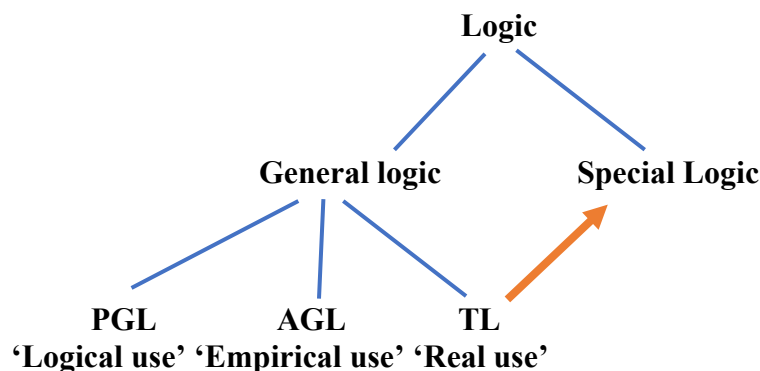 Logic
General logic Special Logic
PGL AGL TL
‘Logical use’ ‘Empirical use’ ‘Real use’